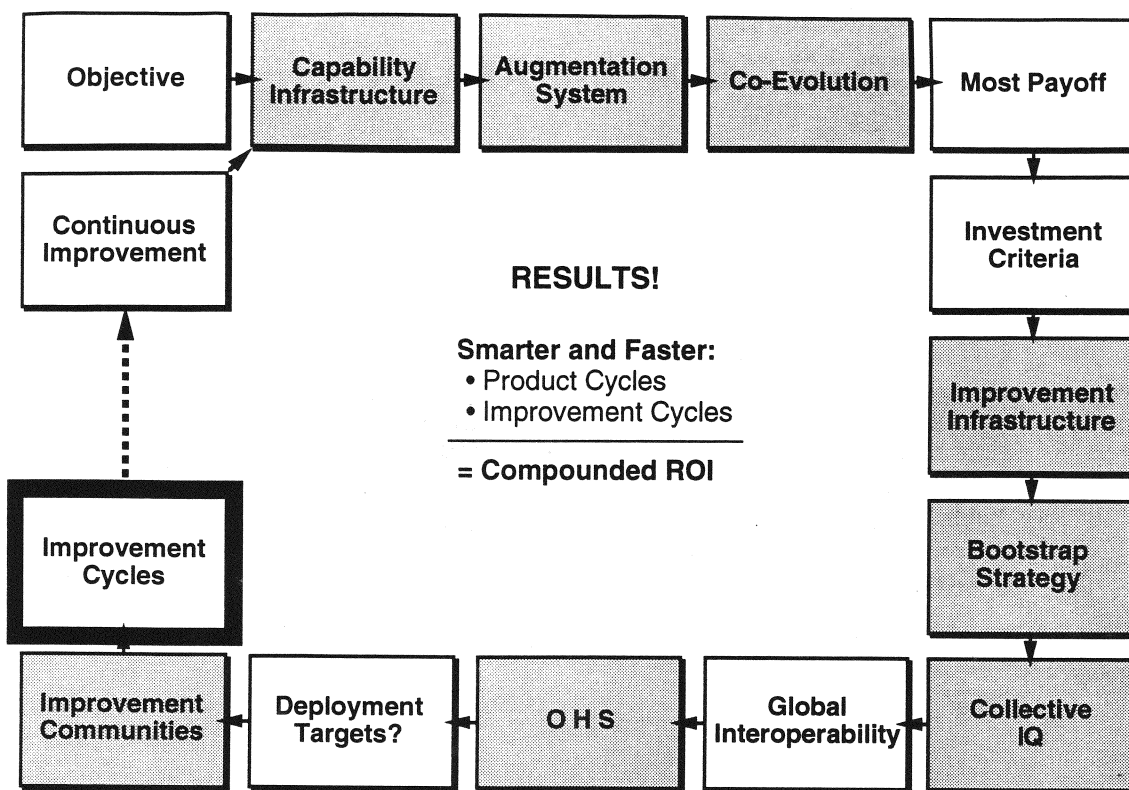 Objective
Capability
Infrastructure
Augmentation
System
Co-Evolution
Most Payoff
Continuous
Improvement
Investment
Criteria
RESULTS!
Smarter and Faster:
• Product Cycles
• Improvement Cycles
= Compounded ROI
Improvement
Infrastructure
Bootstrap
Strategy
Improvement
Cycles
Improvement
Communities
Deployment
Targets?
O H S
Global
Interoperability
Collective
IQ